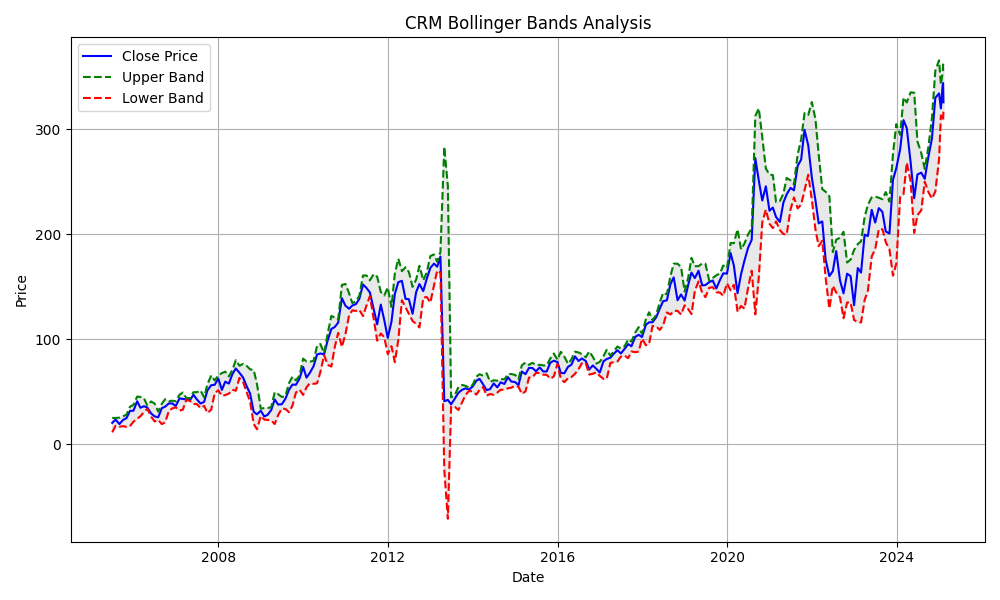 CRM Bollinger Bands Analysis
Close Price
Upper Band
Lower Band
300
200
100
0
Price
2008
2012
2016
2020
2024
Date